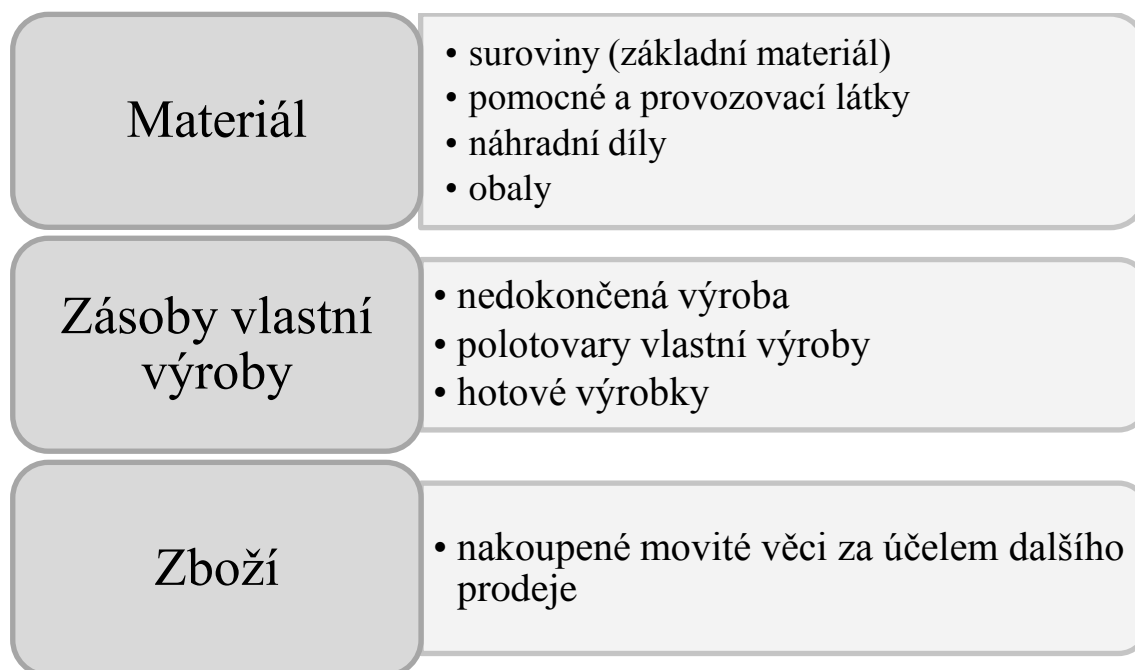 Materiál
• suroviny (základní materiál)
• pomocné a provozovací látky
• náhradní díly
• obaly
Zásoby vlastní
výroby
• nedokončená výroba
• polotovary vlastní výroby
• hotové výrobky
Zboží
• nakoupené movité věci za účelem dalšího
prodeje